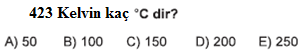 423 Kelvin kaç °C dir?
A) 50 B) 100 C) 150 D) 200 E) 250